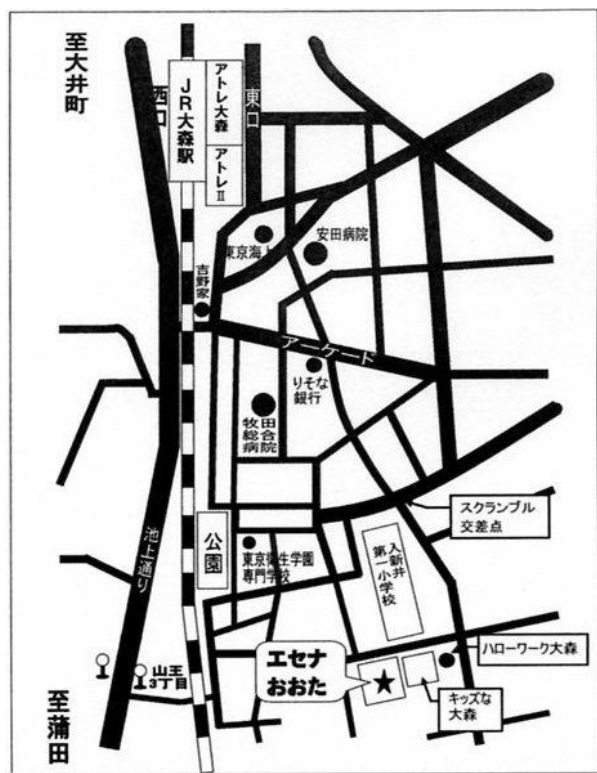 至大井町
西口
JR大森駅
アトレ大森
アトレⅡ
東口
東京海上
安田病院
吉野家
アーケード
りそな
銀行
牧田
総合
病院
スクランブル
交差点
池上通り
公園
東京衛生学園
専門学校
入新井
第一小学校
ハローワーク大森
エセナ
おおた
キッズな
大森
山王
3丁目
至蒲田